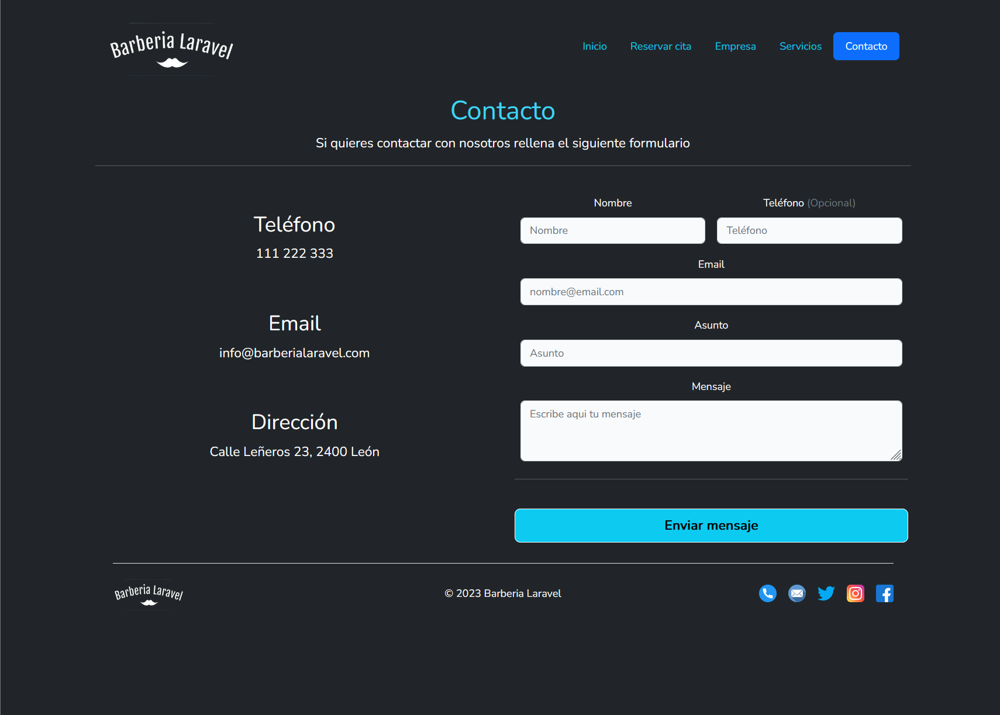 Barberia Laravel
Inicio Reservar cita Empresa Servicios Contacto
Contacto
Si quieres contactar con nosotros rellena el siguiente formulario
Teléfono
111 222 333
Email
info@barberialaravel.com
Dirección
Calle Leñeros 23, 2400 León
Nombre Teléfono (Opcional)
Nombre Teléfono
Email
nombre@email.com
Asunto
Asunto
Mensaje
Escribe aqui tu mensaje
Enviar mensaje
Barberia Laravel © 2023 Barberia Laravel